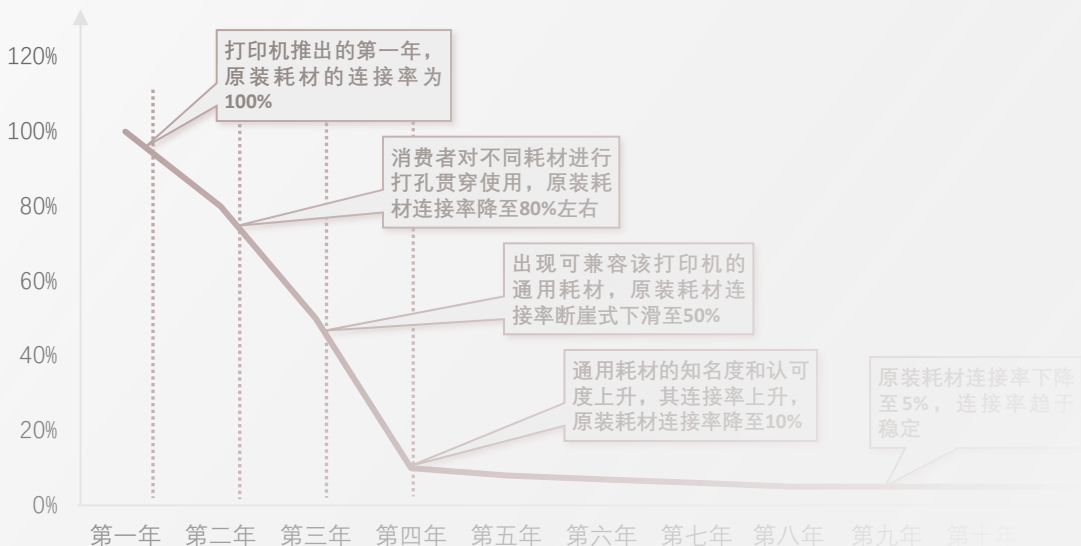 120%
100%
80%
60%
40%
20%
0%
打印机推出的第一年，
原装耗材的连接率为
100%
消费者对不同耗材进行
打孔贯穿使用，原装耗
材连接率降至80%左右
出现可兼容该打印机的
通用耗材，原装耗材连
接率断崖式下滑至50%
通用耗材的知名度和认可
度上升，其连接率上升，
原装耗材连接率降至10%
原装耗材连接率下降
至5%，连接率趋于
稳定
第一年 第二年 第三年 第四年 第五年 第六年 第七年 第八年 第九年 第十年